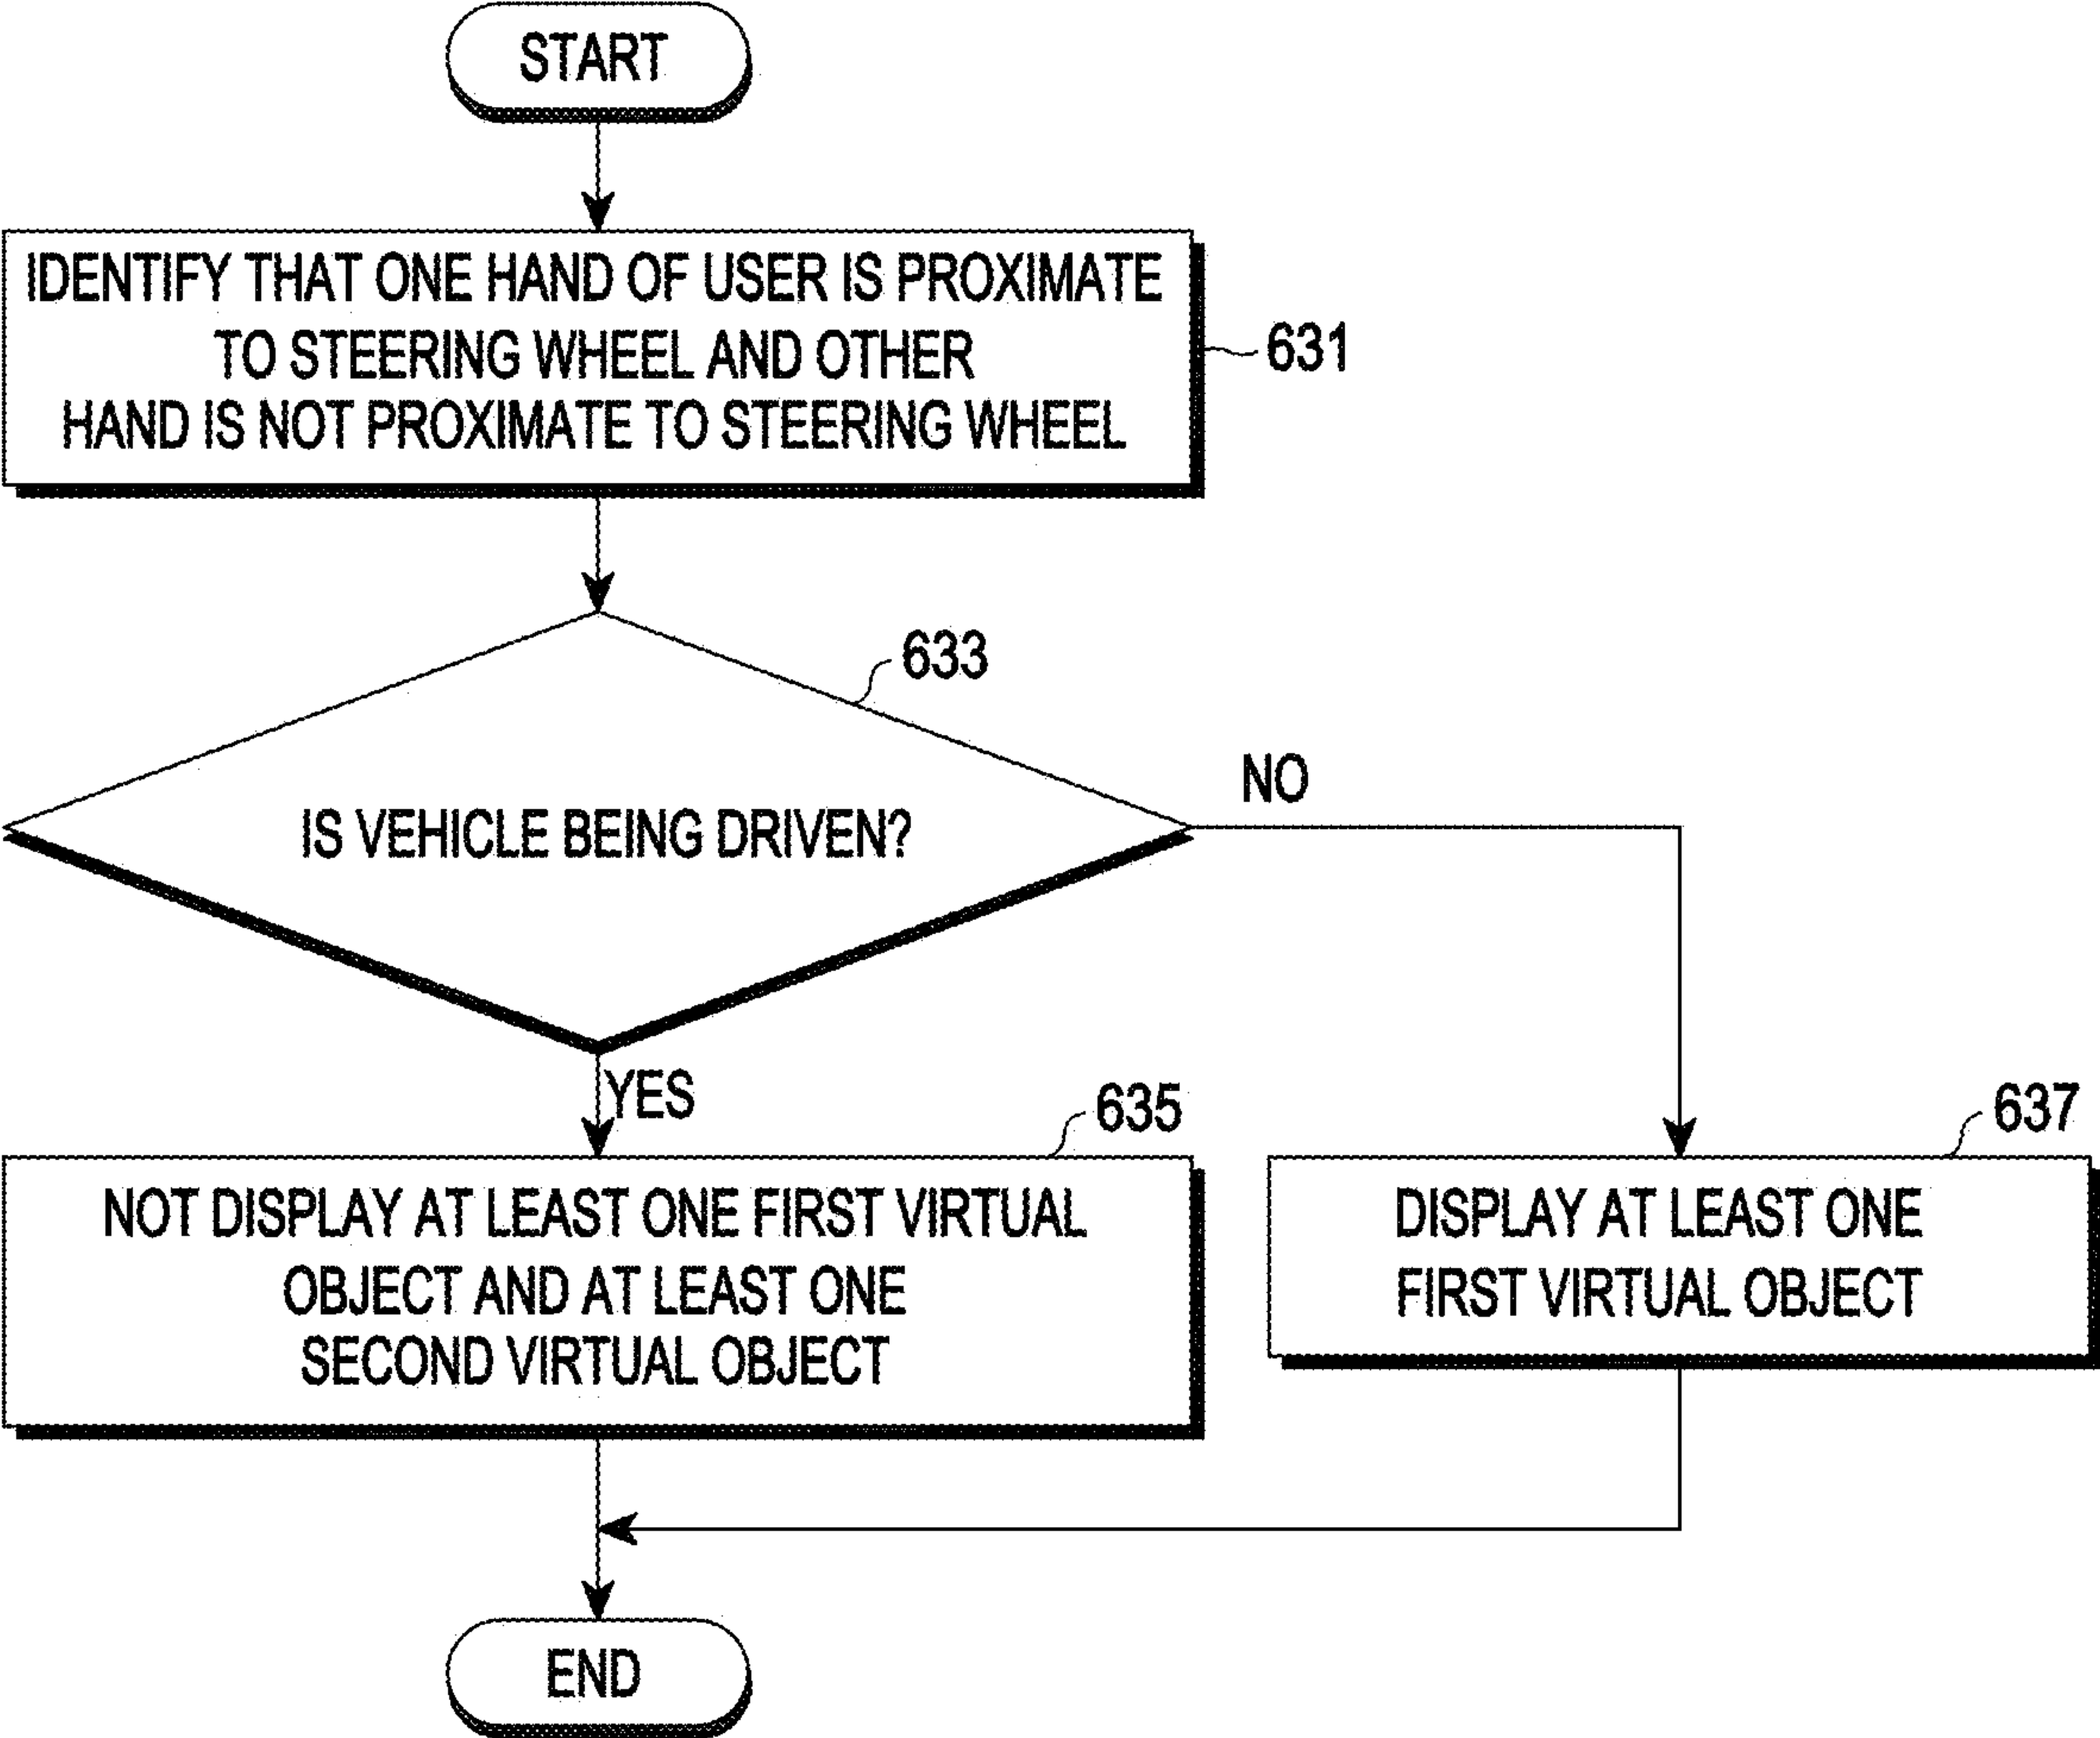 START
IDENTIFY THAT ONE HAND OF USER IS PROXIMATE
TO STEERING WHEEL AND OTHER
HAND IS NOT PROXIMATE TO STEERING WHEEL
631
633
IS VEHICLE BEING DRIVEN?
NO
YES
635
NOT DISPLAY AT LEAST ONE FIRST VIRTUAL
OBJECT AND AT LEAST ONE
SECOND VIRTUAL OBJECT
637
DISPLAY AT LEAST ONE
FIRST VIRTUAL OBJECT
END